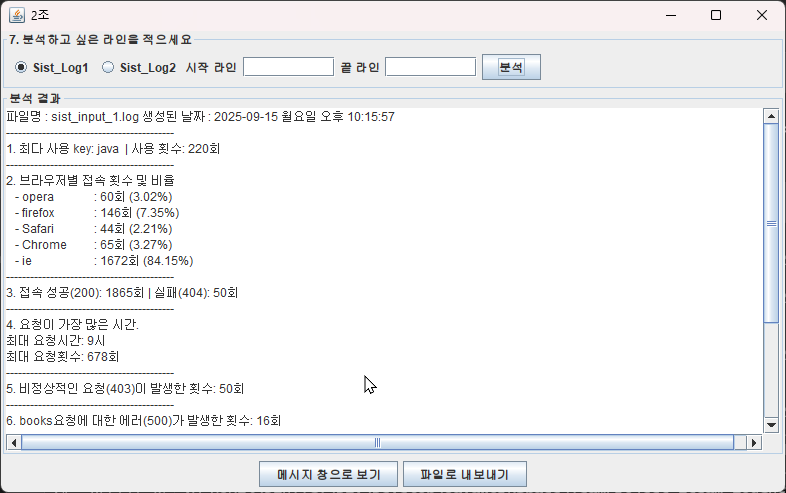 2조
7. 분석하고 싶은 라인을 적으세요
Sist_Log1 Sist_Log2 시작 라인 끝 라인 분석
분석 결과
파일명 : sist_input_1.log 생성된 날짜 : 2025-09-15 월요일 오후 10:15:57
------------------------------------------
1. 최다 사용 key: java | 사용 횟수: 220회
------------------------------------------
2. 브라우저별 접속 횟수 및 비율
- opera : 60회 (3.02%)
- firefox : 146회 (7.35%)
- Safari : 44회 (2.21%)
- Chrome : 65회 (3.27%)
- ie : 1672회 (84.15%)
------------------------------------------
3. 접속 성공(200): 1865회 | 실패(404): 50회
------------------------------------------
4. 요청이 가장 많은 시간.
최대 요청시간: 9시
최대 요청횟수: 678회
------------------------------------------
5. 비정상적인 요청(403)이 발생한 횟수: 50회
------------------------------------------
6. books요청에 대한 에러(500)가 발생한 횟수: 16회
메시지 창으로 보기 파일로 내보내기